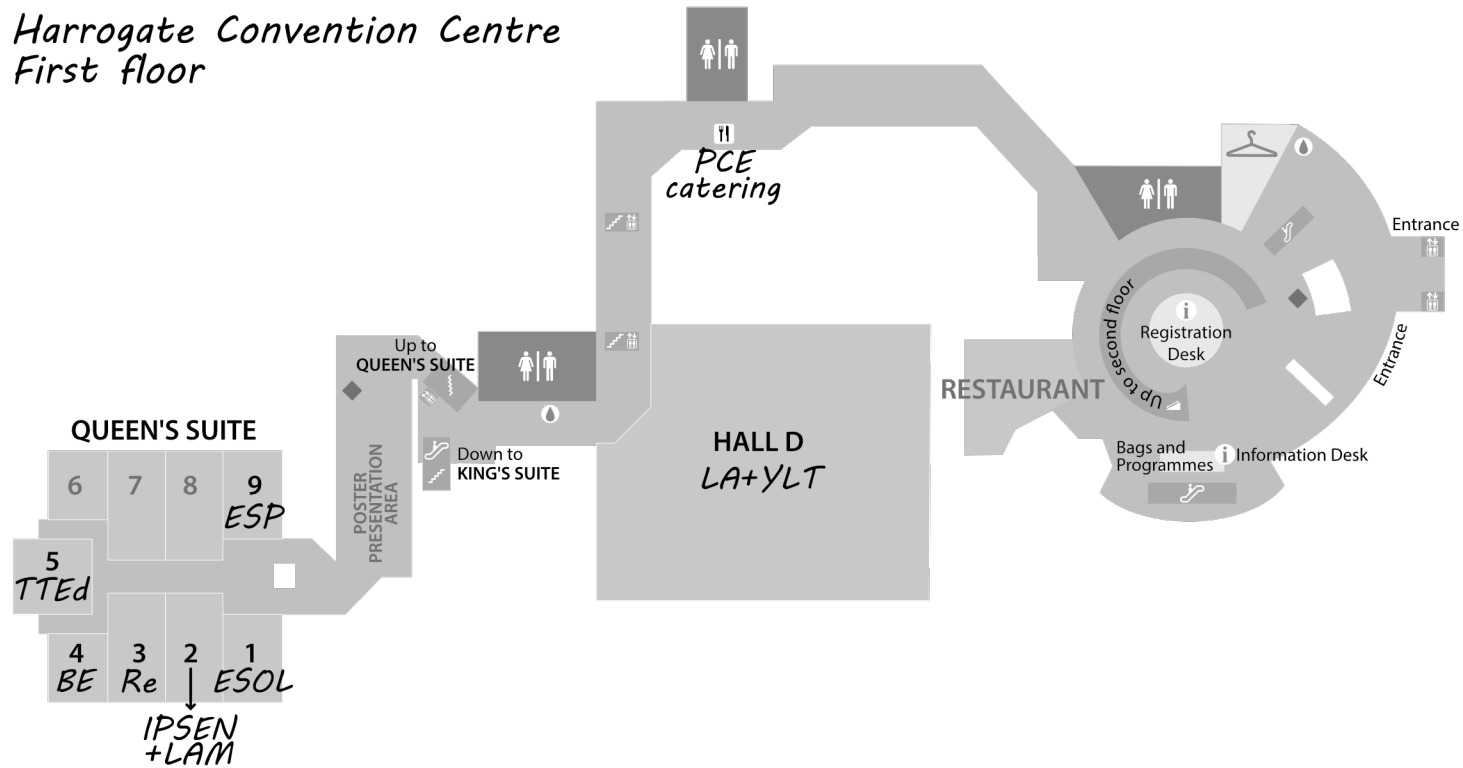 Harrogate Convention Centre
First floor
PCE
catering
Entrance
Entrance
Up to second floor
i
Registration
Desk
Up to
QUEEN'S SUITE
RESTAURANT
HALL D
LA+YLT
Bags and
Programmes
i Information Desk
Down to
KING'S SUITE
POSTER
PRESENTATION
AREA
QUEEN'S SUITE
6
7
8
9
ESP
5
TTEd
4
BE
3
Re
2
1
ESOL
IPSEN
+LAM